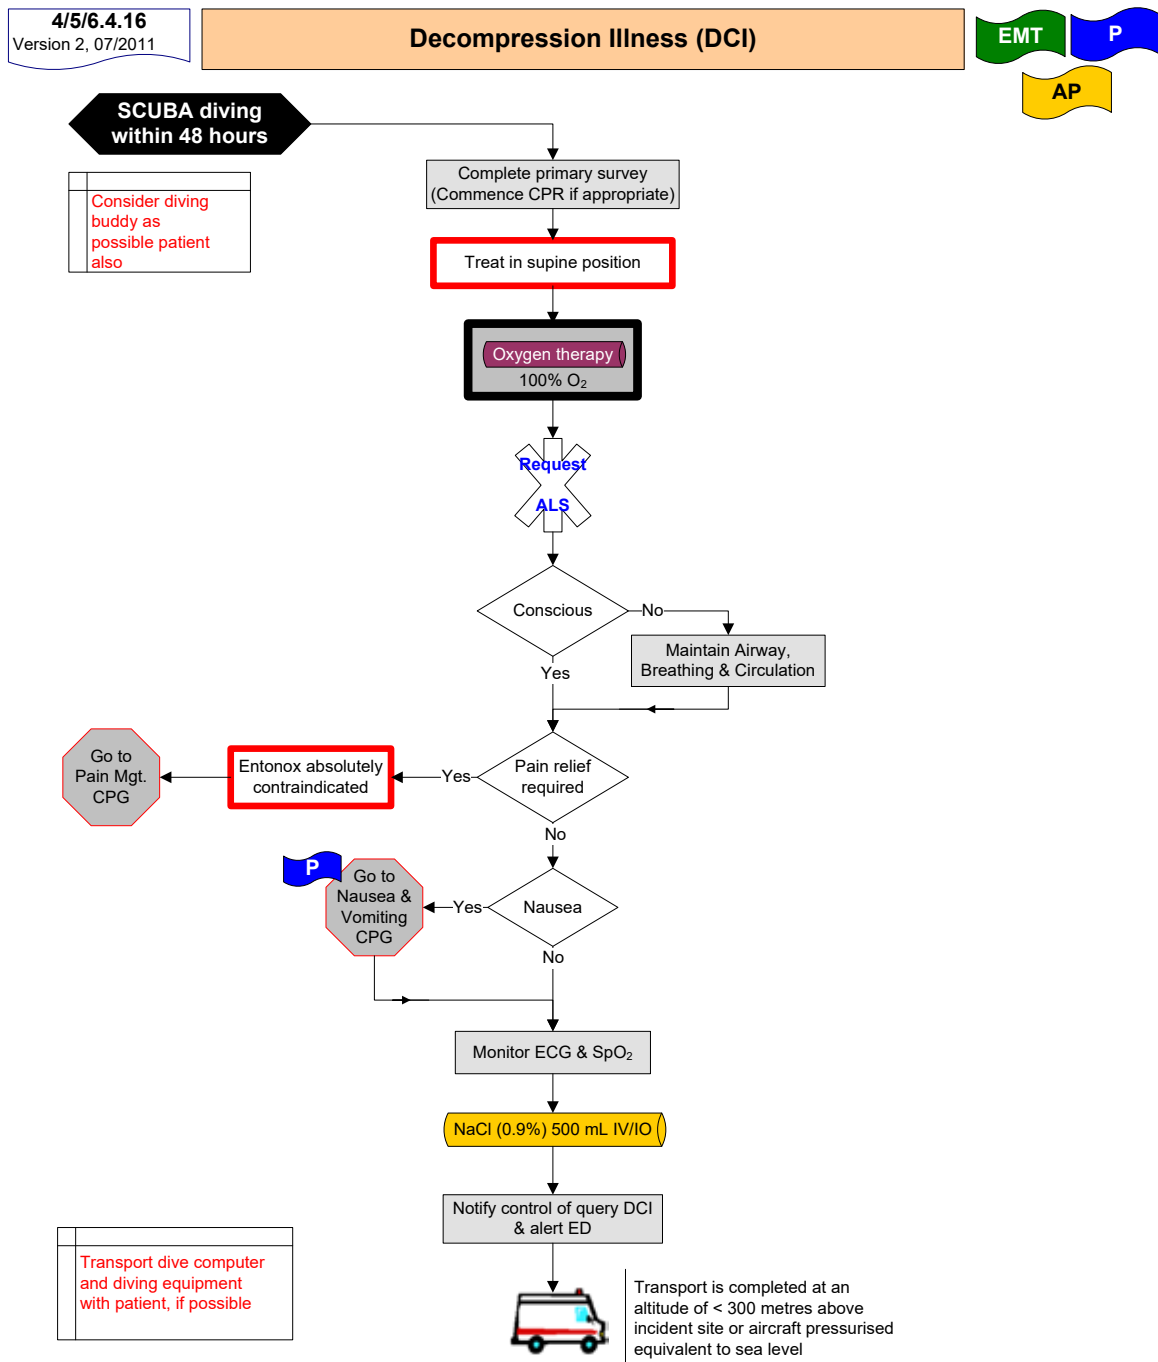 4/5/6.4.16
Version 2, 07/2011
Decompression Illness (DCI)
EMT
P
AP
SCUBA diving
within 48 hours
Complete primary survey
(Commence CPR if appropriate)
Consider diving
buddy as
possible patient
also
Treat in supine position
Oxygen therapy
100% O₂
Request
ALS
Conscious
No
Maintain Airway,
Breathing & Circulation
Yes
Go to
Pain Mgt.
CPG
Entonox absolutely
contraindicated
Yes
Pain relief
required
No
P
Go to
Nausea &
Vomiting
CPG
Yes
Nausea
No
Monitor ECG & SpO₂
NaCl (0.9%) 500 mL IV/IO
Notify control of query DCI
& alert ED
Transport dive computer
and diving equipment
with patient, if possible
Transport is completed at an
altitude of < 300 metres above
incident site or aircraft pressurised
equivalent to sea level